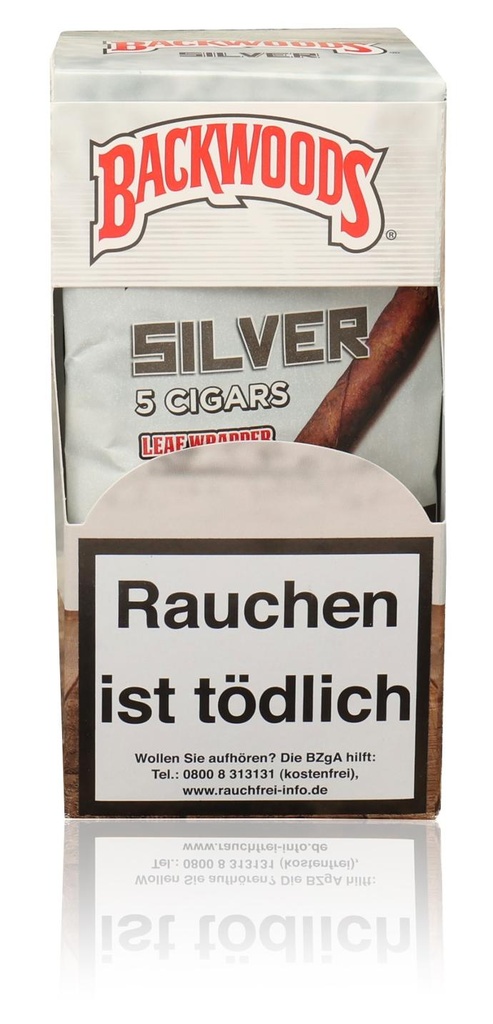 BACKWOODS
SILVER
BACKWOODS®
SILVER
5 CIGARS
LEAF WRAPPER
Rauchen
ist tödlich
Wollen Sie aufhören? Die BZgA hilft:
Tel.: 0800 8 313131 (kostenfrei),
www.rauchfrei-info.de